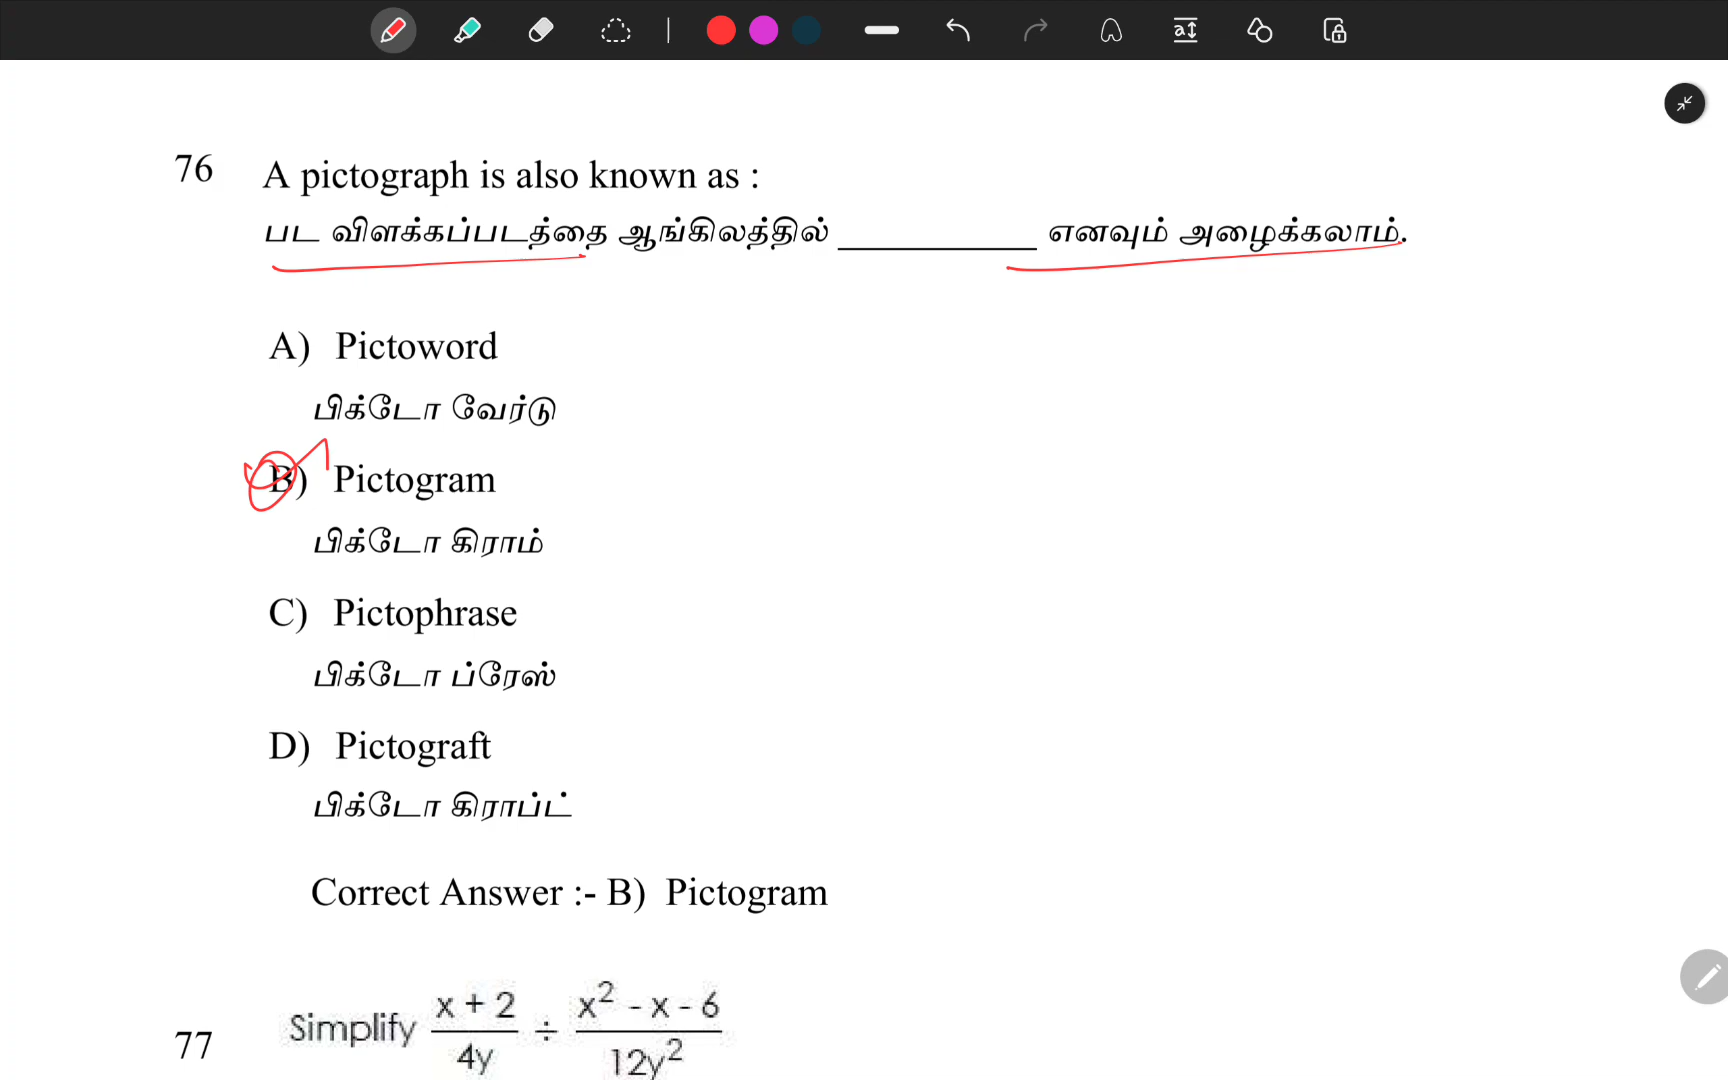 76 A pictograph is also known as :
பட விளக்கப்படத்தை ஆங்கிலத்தில் __________ எனவும் அழைக்கலாம்.
A) Pictoword
பிக்டோ வேர்டு
B) Pictogram
பிக்டோ கிராம்
C) Pictophrase
பிக்டோ ப்ரேஸ்
D) Pictograft
பிக்டோ கிராப்ட்
Correct Answer :- B) Pictogram
77 Simplify (x + 2)/(4y) ÷ (x² - x - 6)/(12y²)